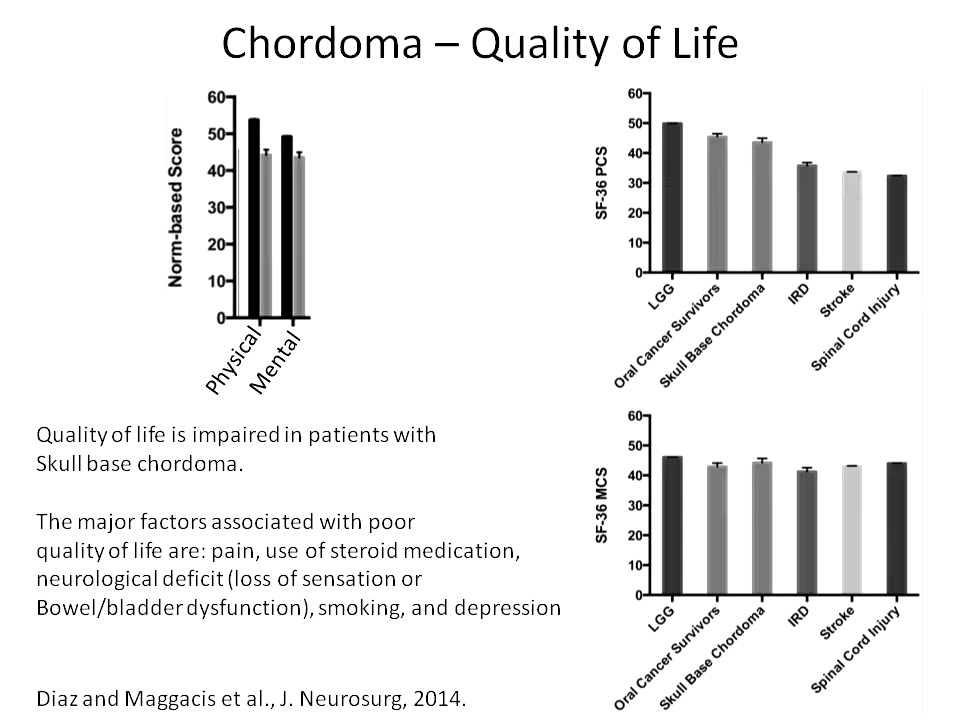 Chordoma – Quality of Life
60
50
40
30
20
10
0
Norm-based Score
Physical
Mental
60
50
40
30
20
10
0
SF-36 PCS
LGG
Oral Cancer Survivors
Skull Base Chordoma
IRD
Stroke
Spinal Cord Injury
60
50
40
30
20
10
0
SF-36 MCS
LGG
Oral Cancer Survivors
Skull Base Chordoma
IRD
Stroke
Spinal Cord Injury
Quality of life is impaired in patients with
Skull base chordoma.
The major factors associated with poor
quality of life are: pain, use of steroid medication,
neurological deficit (loss of sensation or
Bowel/bladder dysfunction), smoking, and depression
Diaz and Maggacis et al., J. Neurosurg, 2014.